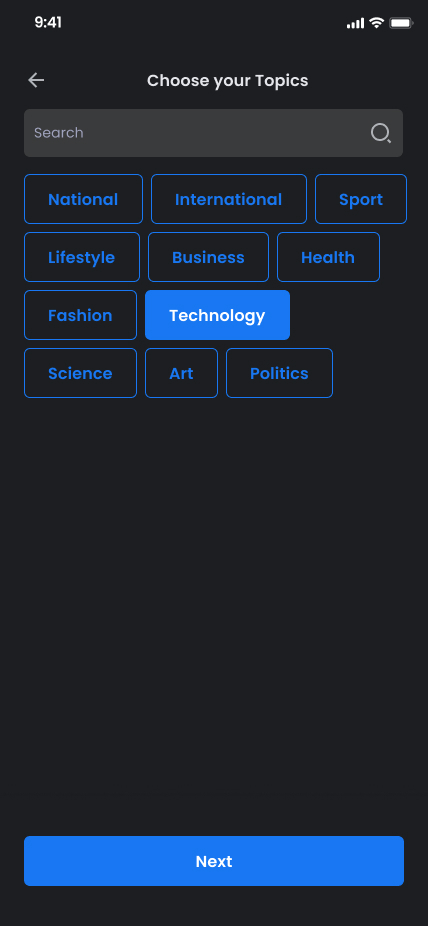 9:41
Choose your Topics
Search
National International Sport
Lifestyle Business Health
Fashion Technology
Science Art Politics
Next